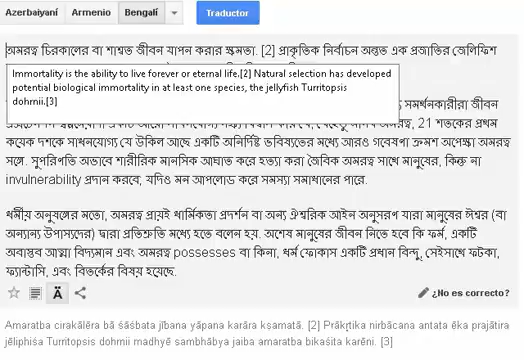 Azerbaiyaní Armenio Bengalí Traductor
অমরত্ব চিরকালের বা শাশ্বত জীবন যাপন করার ক্ষমতা. [2] প্রাকৃতিক নির্বাচন অন্তত এক প্রজাতির জেলিফিশ
Immortality is the ability to live forever or eternal life.[2] Natural selection has developed
potential biological immortality in at least one species, the jellyfish Turritopsis
dohrnii.[3]
সমর্থনকারীরা জীবন
অমরত্ব, 21 শতকের প্রথম
কয়েক দশকে সাধনযোগ্য যে উকিল আছে একটি অনির্দিষ্ট ভবিষ্যতের মধ্যে আরও গবেষণা ক্রমশ অপেক্ষা অমরত্ব
সঙ্গে. সুপরিণতি অভাবে শারীরিক মানসিক আঘাত করে হত্যা করা জৈবিক অমরত্ব সাথে মানুষের, কিন্তু না
invulnerability প্রদান করবে; যদিও মন আপলোড করে সমস্যা সমাধানের পারে.
ধর্মীয় অনুষঙ্গের মতো, অমরত্ব প্রায়ই ধার্মিকতা প্রদর্শন বা অন্য ঐশ্বরিক আইন অনুসরণ যারা মানুষের ঈশ্বর (বা
অন্যান্য উপাস্যদের) দ্বারা প্রতিশ্রুতি মধ্যে হতে বলেন হয়. অশেষ মানুষের জীবন নিতে হবে কি ফর্ম, একটি
অবাস্তব আত্মা বিদ্যমান এবং অমরত্ব possesses বা কিনা, ধর্ম ফোকাস একটি প্রধান বিন্দু, সেইসাথে ফটকা,
ফ্যান্টাসি, এবং বিতর্কের বিষয় হয়েছে.
Ä ¿No es correcto?
Amaratba cirakālēra bā śāśbata jībana yāpana karāra kṣamatā. [2] Prākr̥tika nirbācana antata ēka prajātira
jēliphiśa Turritopsis dohrnii madhyē sambhābya jaiba amaratba bikaśita karēni. [3]